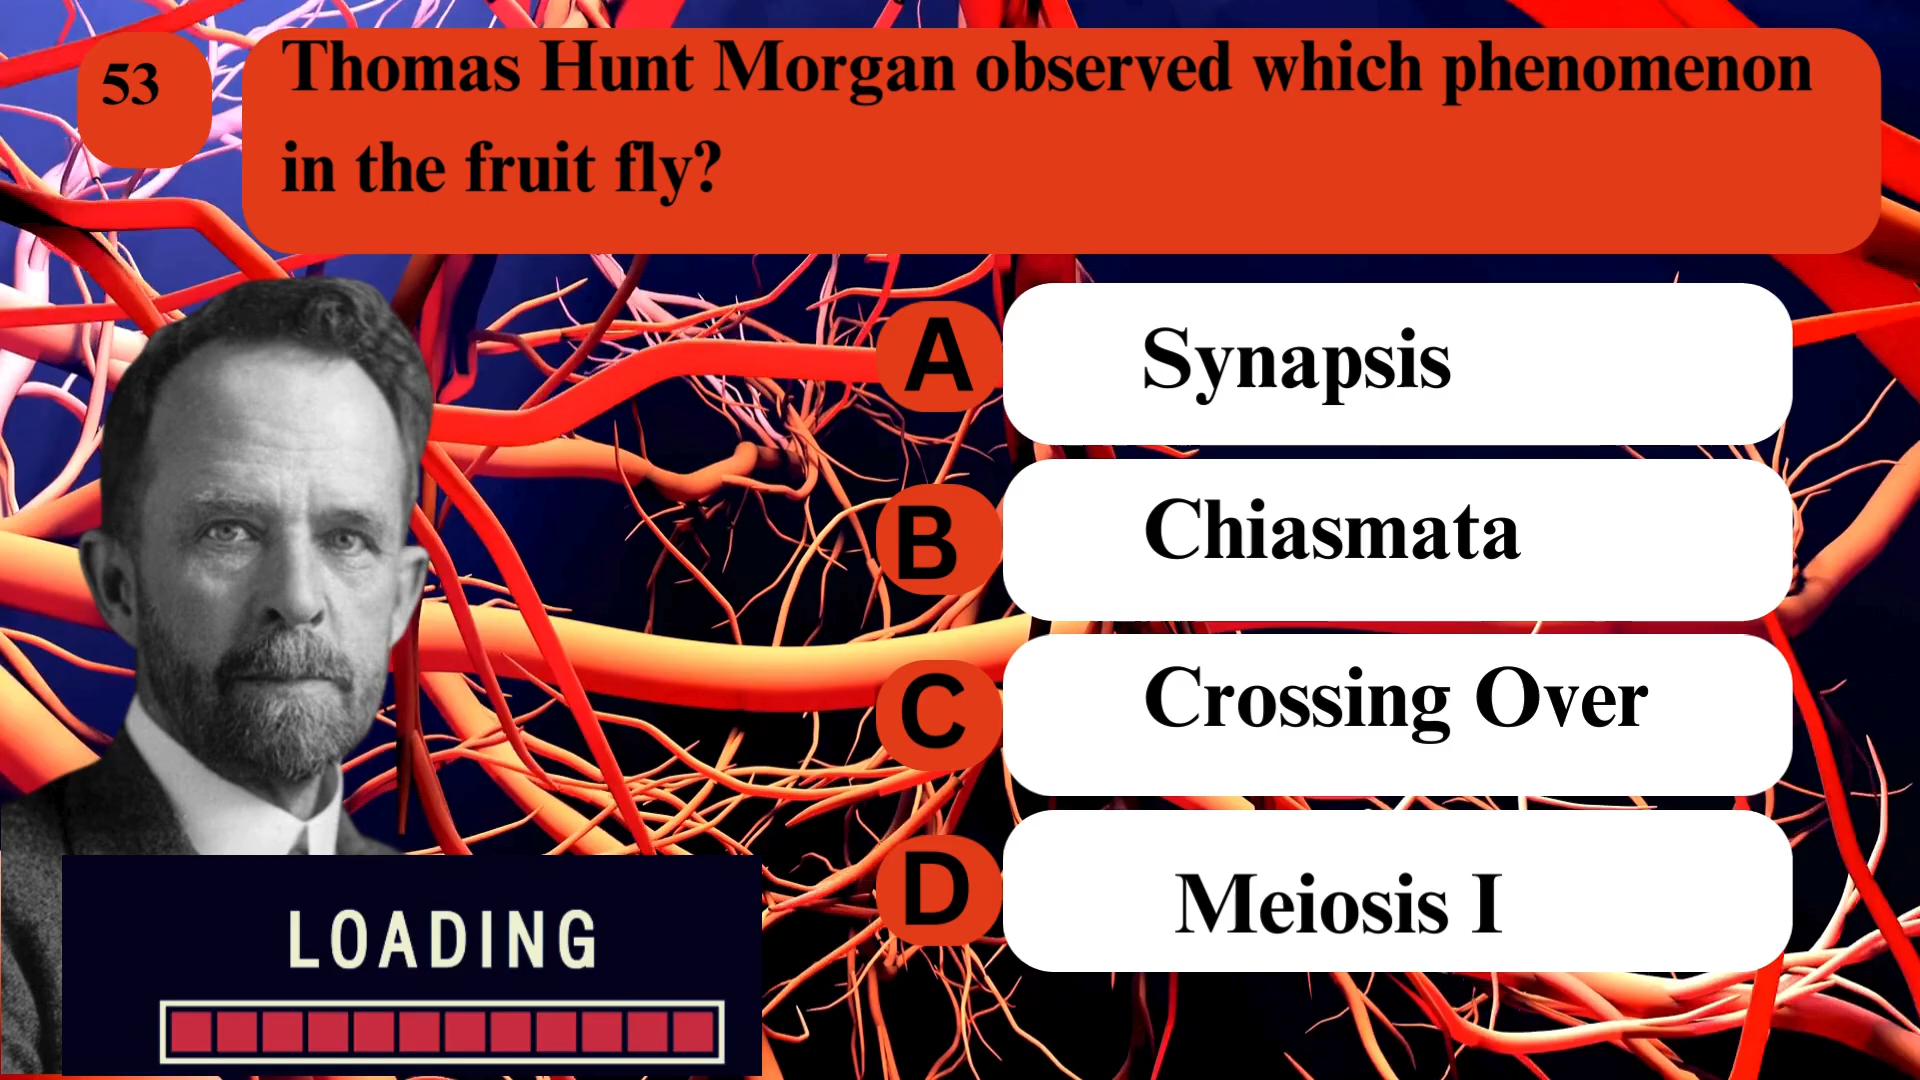 53
Thomas Hunt Morgan observed which phenomenon
in the fruit fly?
A
Synapsis
B
Chiasmata
C
Crossing Over
D
Meiosis I
LOADING